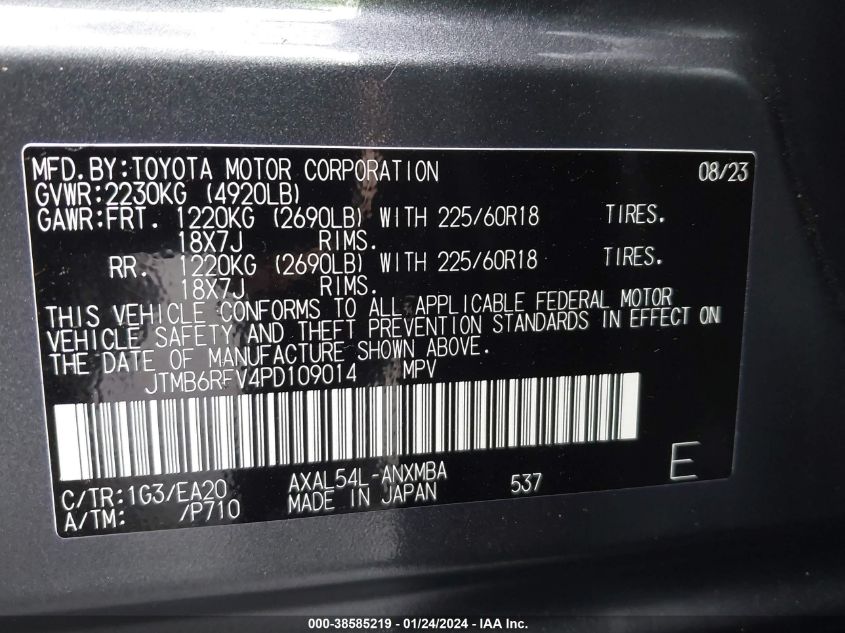 MFD.BY:TOYOTA MOTOR CORPORATION 08/23
GVWR:2230KG (4920LB)
GAWR:FRT. 1220KG (2690LB) WITH 225/60R18 TIRES.
18X7J RIMS.
RR. 1220KG (2690LB) WITH 225/60R18 TIRES.
18X7J RIMS.
THIS VEHICLE CONFORMS TO ALL APPLICABLE FEDERAL MOTOR
VEHICLE SAFETY AND THEFT PREVENTION STANDARDS IN EFFECT ON
THE DATE OF MANUFACTURE SHOWN ABOVE.
JTMB6RFV4PD109014 MPV
C/TR:1G3/EA20 AXAL54L-ANXMBA 537 E
A/TM: /P710 MADE IN JAPAN
000-38585219 - 01/24/2024 - IAA Inc.